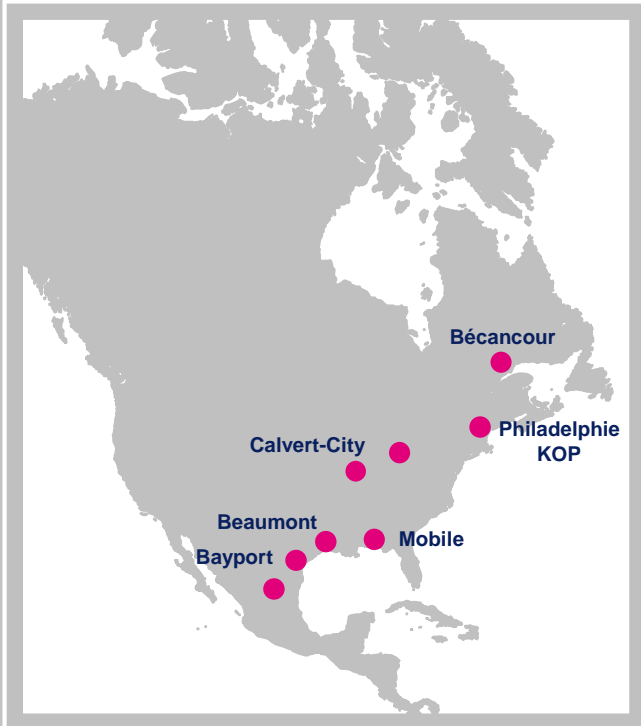 Bécancour
Philadelphie
KOP
Calvert-City
Beaumont
Mobile
Bayport